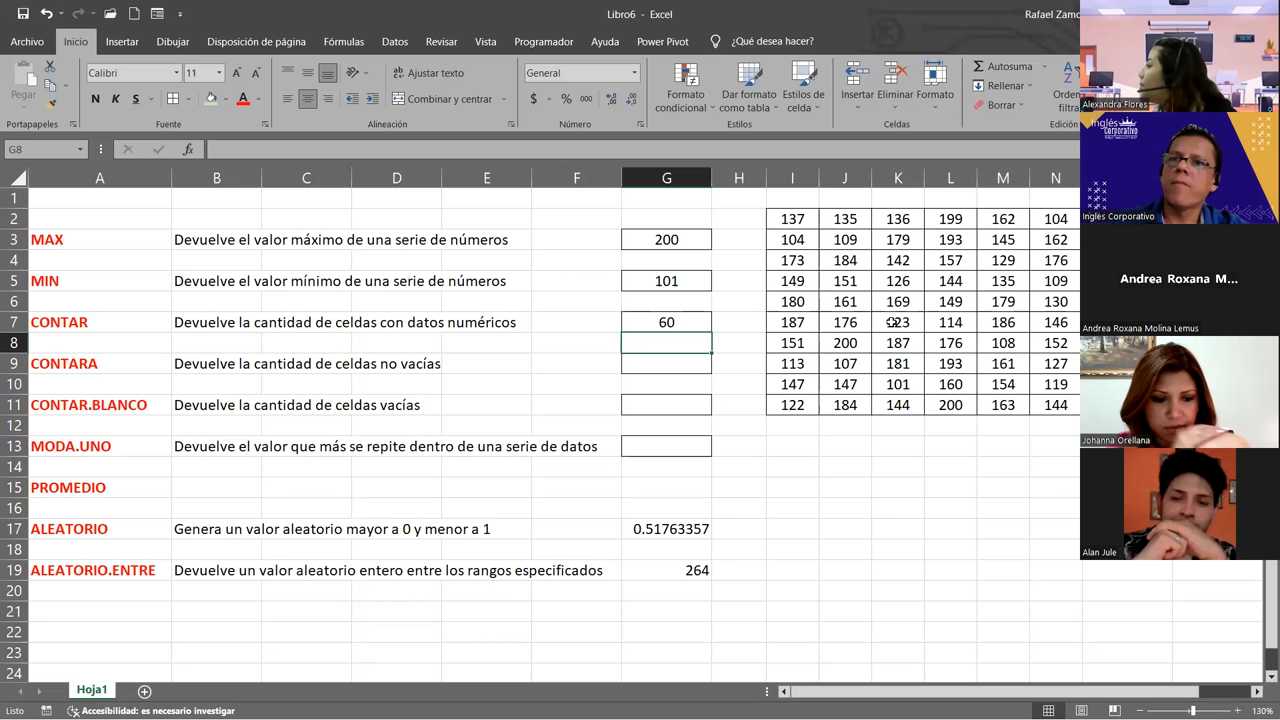 Libro6 - Excel
Rafael Zamo
Archivo Inicio Insertar Dibujar Disposición de página Fórmulas Datos Revisar Vista Programador Ayuda Power Pivot ¿Qué desea hacer?
Pegar
Calibri 11
N K S
Ajustar texto
Combinar y centrar
General
$ % 000
Formato condicional
Dar formato como tabla
Estilos de celda
Insertar Eliminar Formato
Autosuma
Rellenar
Borrar
Orden
filtra
Portapapeles Fuente Alineación Número Estilos Celdas Edición
G8 fx
A B C D E F G H I J K L M N
1
2 137 135 136 199 162 104
3 MAX Devuelve el valor máximo de una serie de números 200 104 109 179 193 145 162
4 173 184 142 157 129 176
5 MIN Devuelve el valor mínimo de una serie de números 101 149 151 126 144 135 109
6 180 161 169 149 179 130
7 CONTAR Devuelve la cantidad de celdas con datos numéricos 60 187 176 114 186 146
8 151 200 187 176 108 152
9 CONTARA Devuelve la cantidad de celdas no vacías 113 107 181 193 161 127
10 147 147 101 160 154 119
11 CONTAR.BLANCO Devuelve la cantidad de celdas vacías 122 184 144 200 163 144
12
13 MODA.UNO Devuelve el valor que más se repite dentro de una serie de datos
14
15 PROMEDIO
16
17 ALEATORIO Genera un valor aleatorio mayor a 0 y menor a 1 0.51763357
18
19 ALEATORIO.ENTRE Devuelve un valor aleatorio entero entre los rangos especificados 264
20
21
22
23
24
Hoja1
Listo Accesibilidad: es necesario investigar 130%
Alexandra Flores
Inglés
Corporativo
Inglés Corporativo
Andrea Roxana M...
Andrea Roxana Molina Lemus
Johanna Orellana
Alan Jule